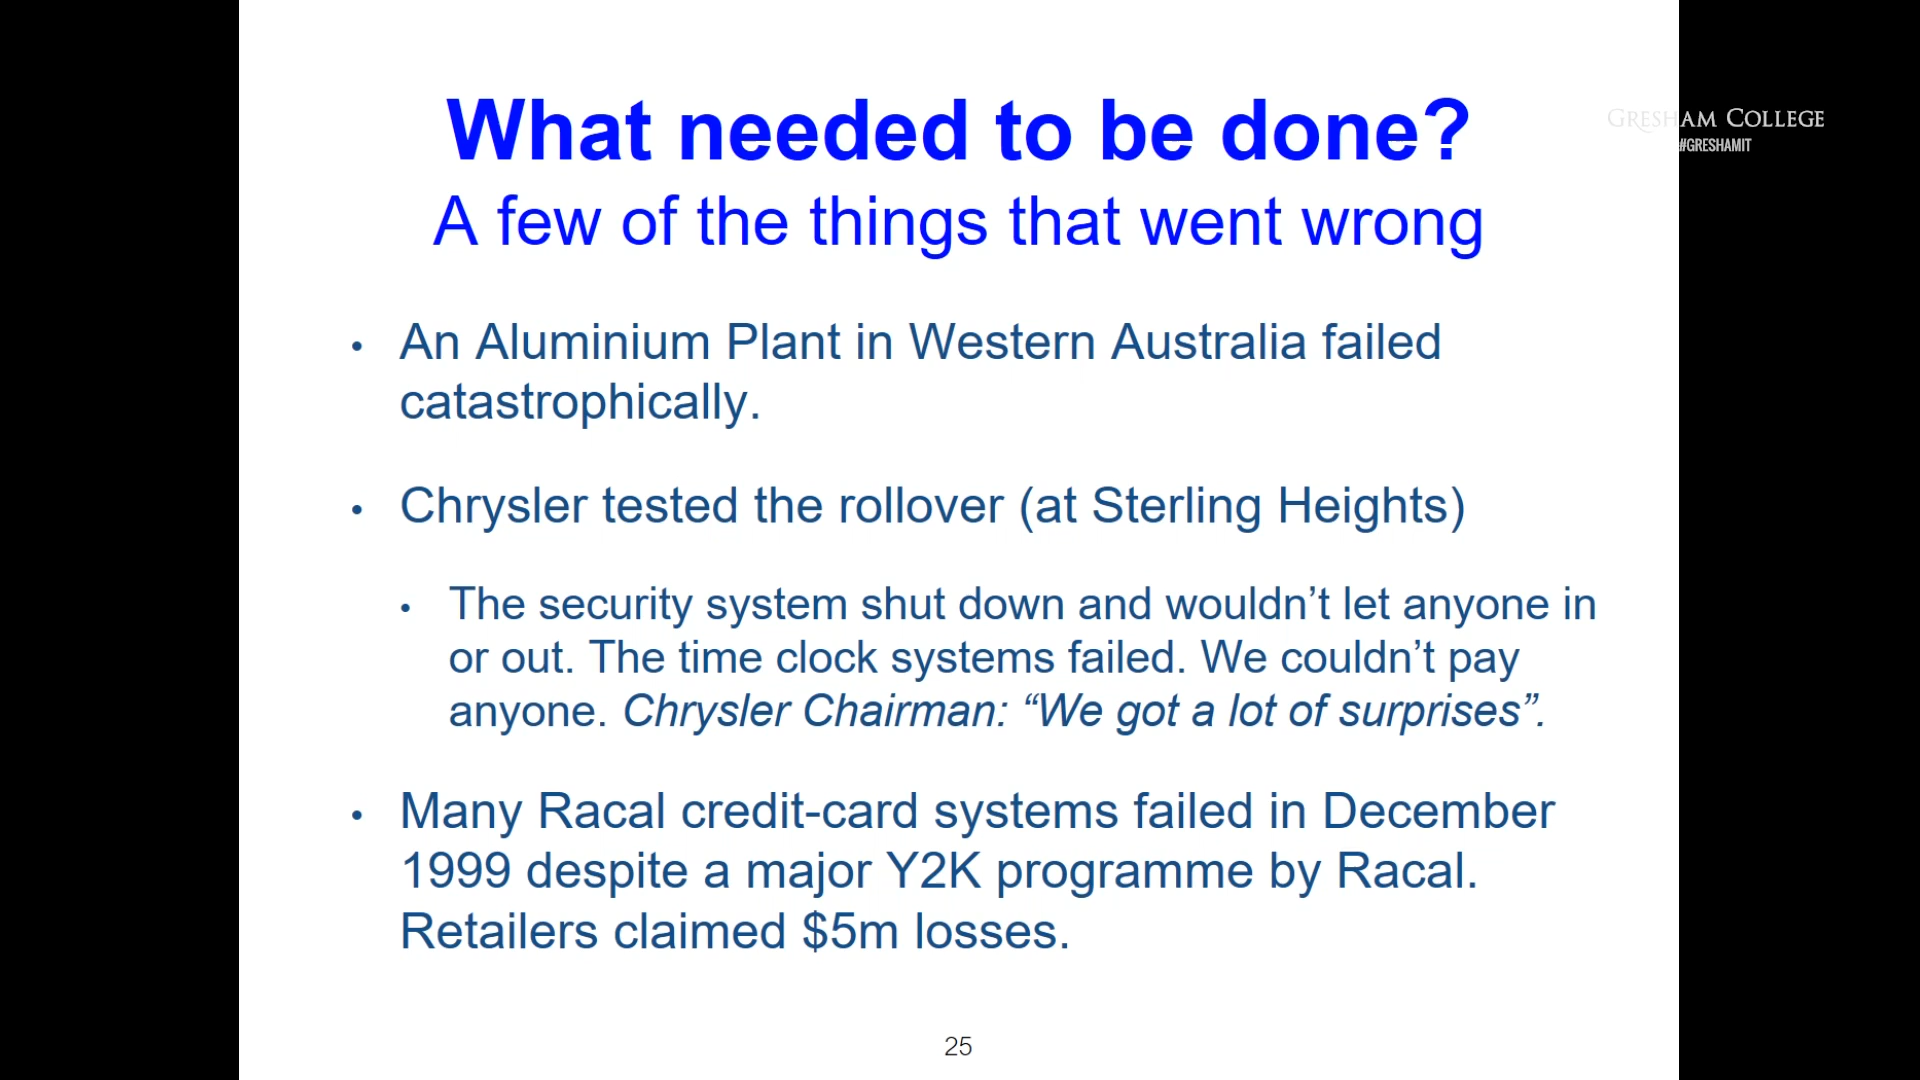 What needed to be done?
A few of the things that went wrong
GRESHAM COLLEGE
#GRESHAMIT
• An Aluminium Plant in Western Australia failed
catastrophically.
• Chrysler tested the rollover (at Sterling Heights)
• The security system shut down and wouldn’t let anyone in
or out. The time clock systems failed. We couldn’t pay
anyone. Chrysler Chairman: “We got a lot of surprises”.
• Many Racal credit-card systems failed in December
1999 despite a major Y2K programme by Racal.
Retailers claimed $5m losses.
25